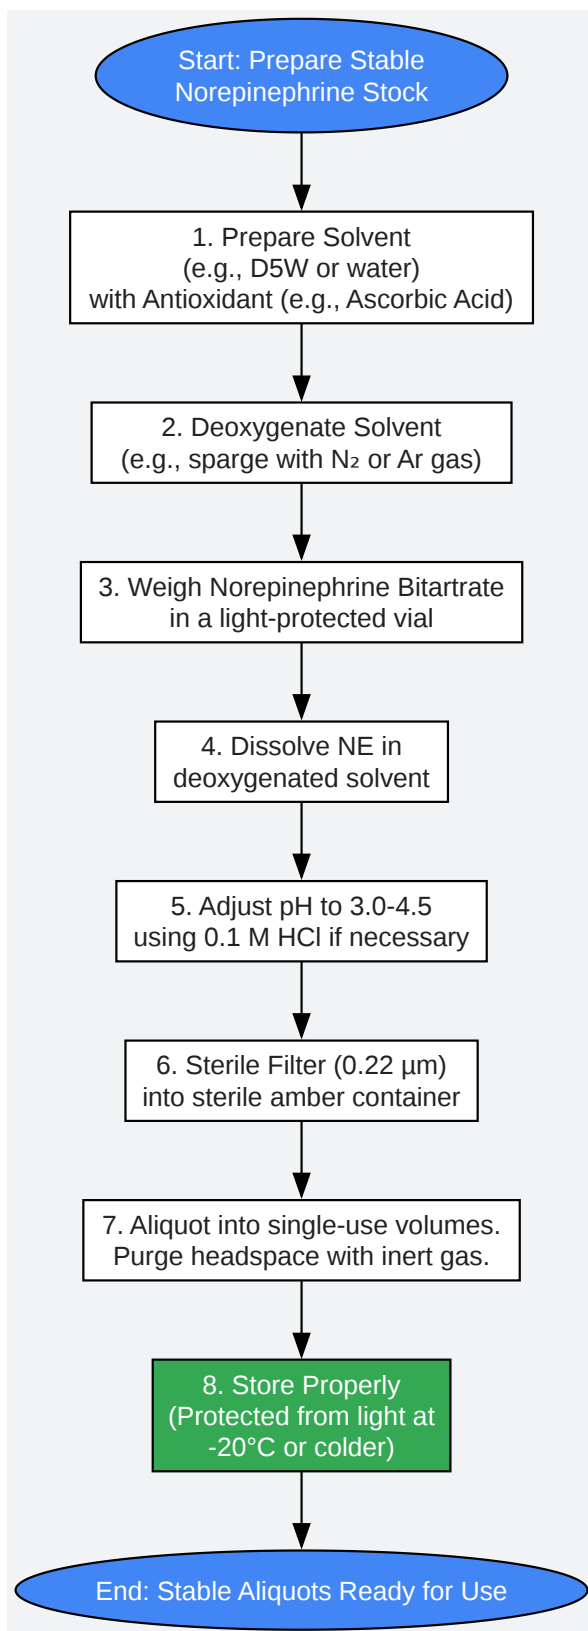 Start: Prepare Stable
Norepinephrine Stock
1. Prepare Solvent
(e.g., D5W or water)
with Antioxidant (e.g., Ascorbic Acid)
2. Deoxygenate Solvent
(e.g., sparge with N₂ or Ar gas)
3. Weigh Norepinephrine Bitartrate
in a light-protected vial
4. Dissolve NE in
deoxygenated solvent
5. Adjust pH to 3.0-4.5
using 0.1 M HCl if necessary
6. Sterile Filter (0.22 µm)
into sterile amber container
7. Aliquot into single-use volumes.
Purge headspace with inert gas.
8. Store Properly
(Protected from light at
-20°C or colder)
End: Stable Aliquots Ready for Use